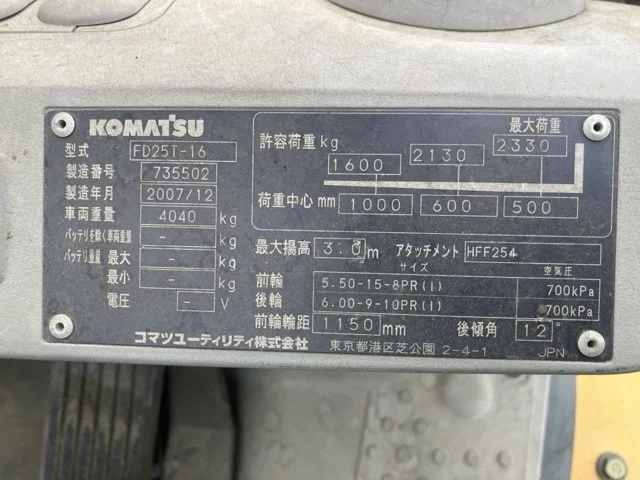 KOMATSU
型式 FD25T-16
製造番号 735502
製造年月 2007/12
車両重量 4040 kg
バッテリを除く車両重量 - kg
バッテリ重量 最大 - kg
最小 - kg
電圧 - V
許容荷重 kg 1600 2130 最大荷重 2330
荷重中心 mm 1000 600 500
最大揚高 3.0 m アタッチメント HFF254
サイズ 空気圧
前輪 5.50-15-8PR(I) 700kPa
後輪 6.00-9-10PR(I) 700kPa
前輪輪距 1150 mm 後傾角 12°
コマツユーティリティ株式会社 東京都港区芝公園 2-4-1 JPN